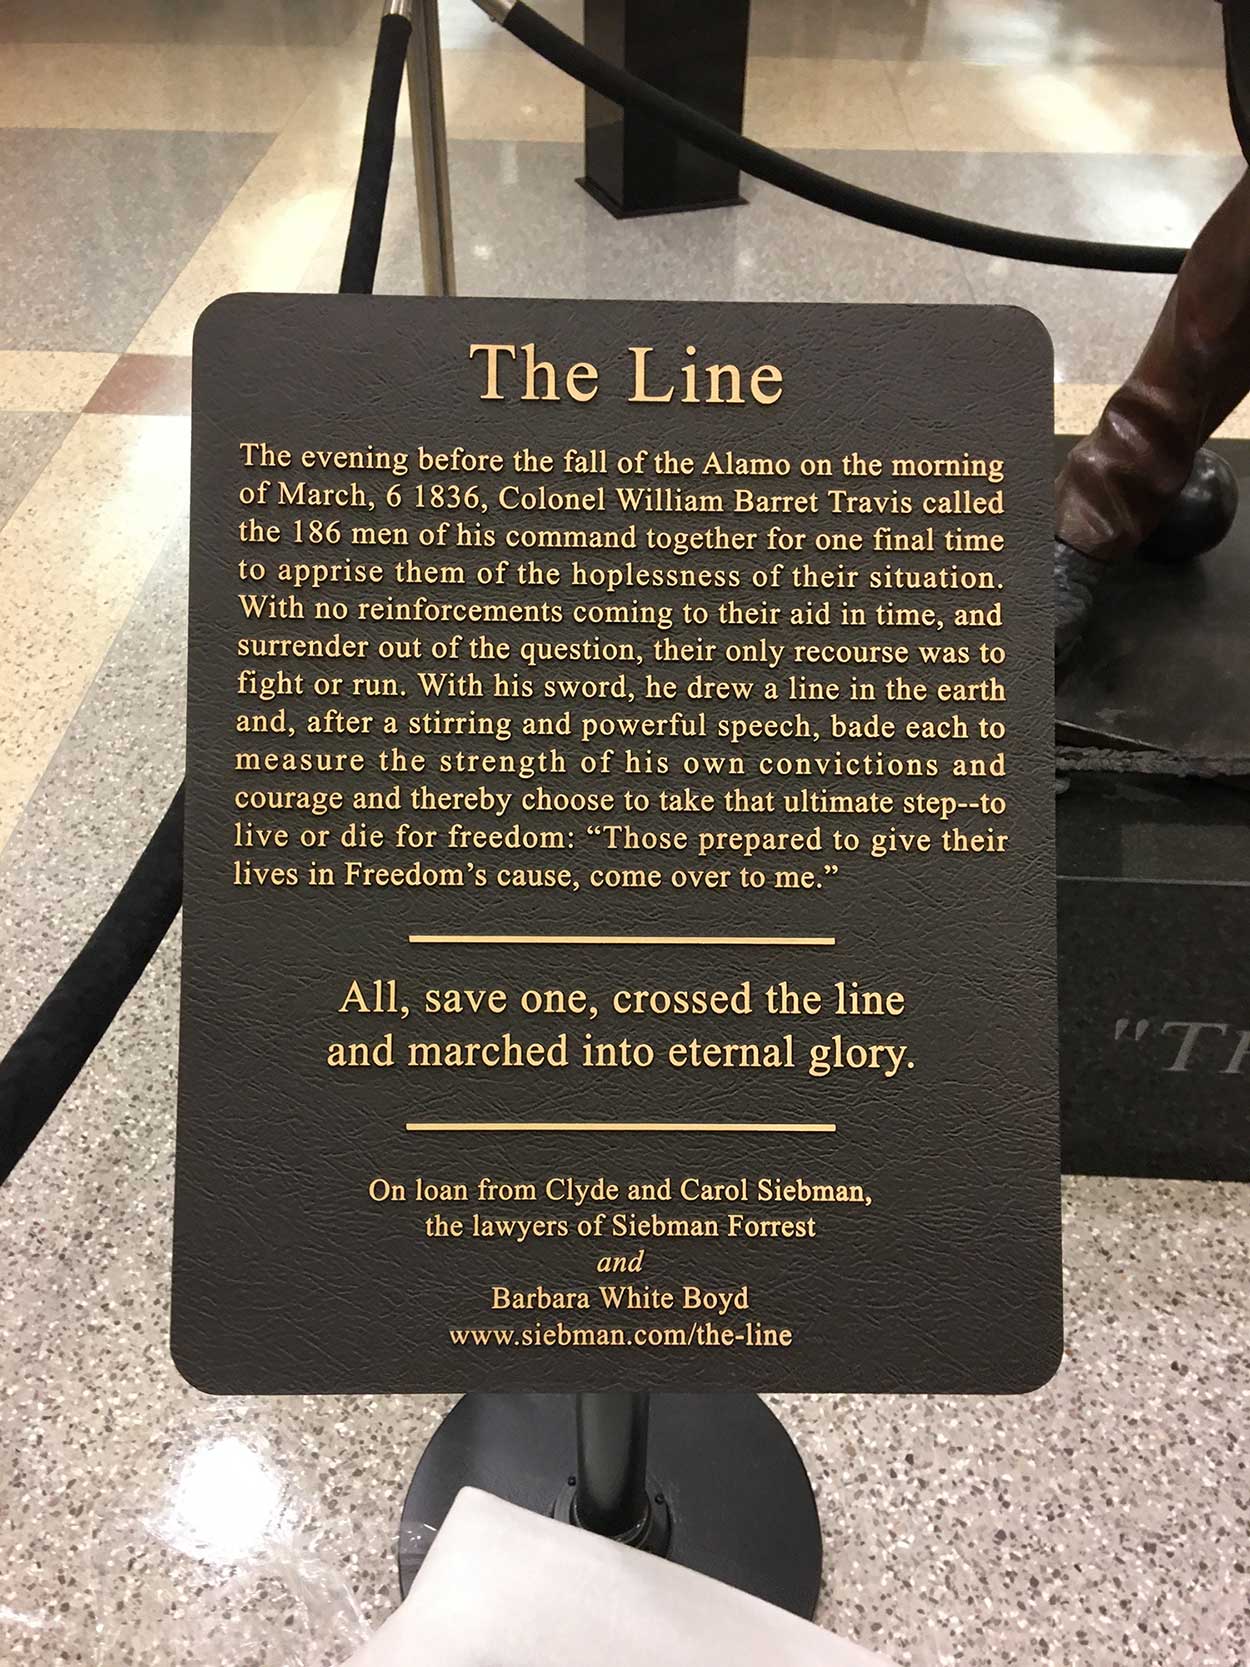 The Line
The evening before the fall of the Alamo on the morning
of March, 6 1836, Colonel William Barret Travis called
the 186 men of his command together for one final time
to apprise them of the hoplessness of their situation.
With no reinforcements coming to their aid in time, and
surrender out of the question, their only recourse was to
fight or run. With his sword, he drew a line in the earth
and, after a stirring and powerful speech, bade each to
measure the strength of his own convictions and
courage and thereby choose to take that ultimate step--to
live or die for freedom: “Those prepared to give their
lives in Freedom’s cause, come over to me.”
All, save one, crossed the line
and marched into eternal glory.
On loan from Clyde and Carol Siebman,
the lawyers of Siebman Forrest
and
Barbara White Boyd
www.siebman.com/the-line